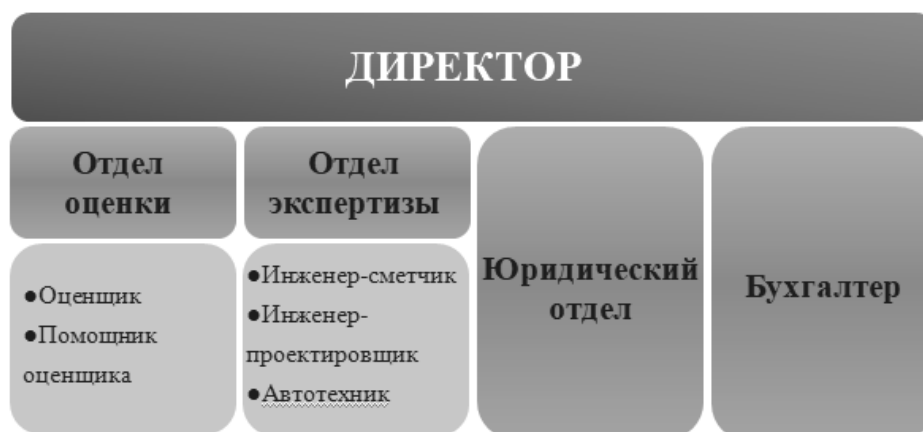 ДИРЕКТОР
Отдел
оценки
●Оценщик
●Помощник
оценщика
Отдел
экспертизы
●Инженер-сметчик
●Инженер-
проектировщик
●Автотехник
Юридический
отдел
Бухгалтер